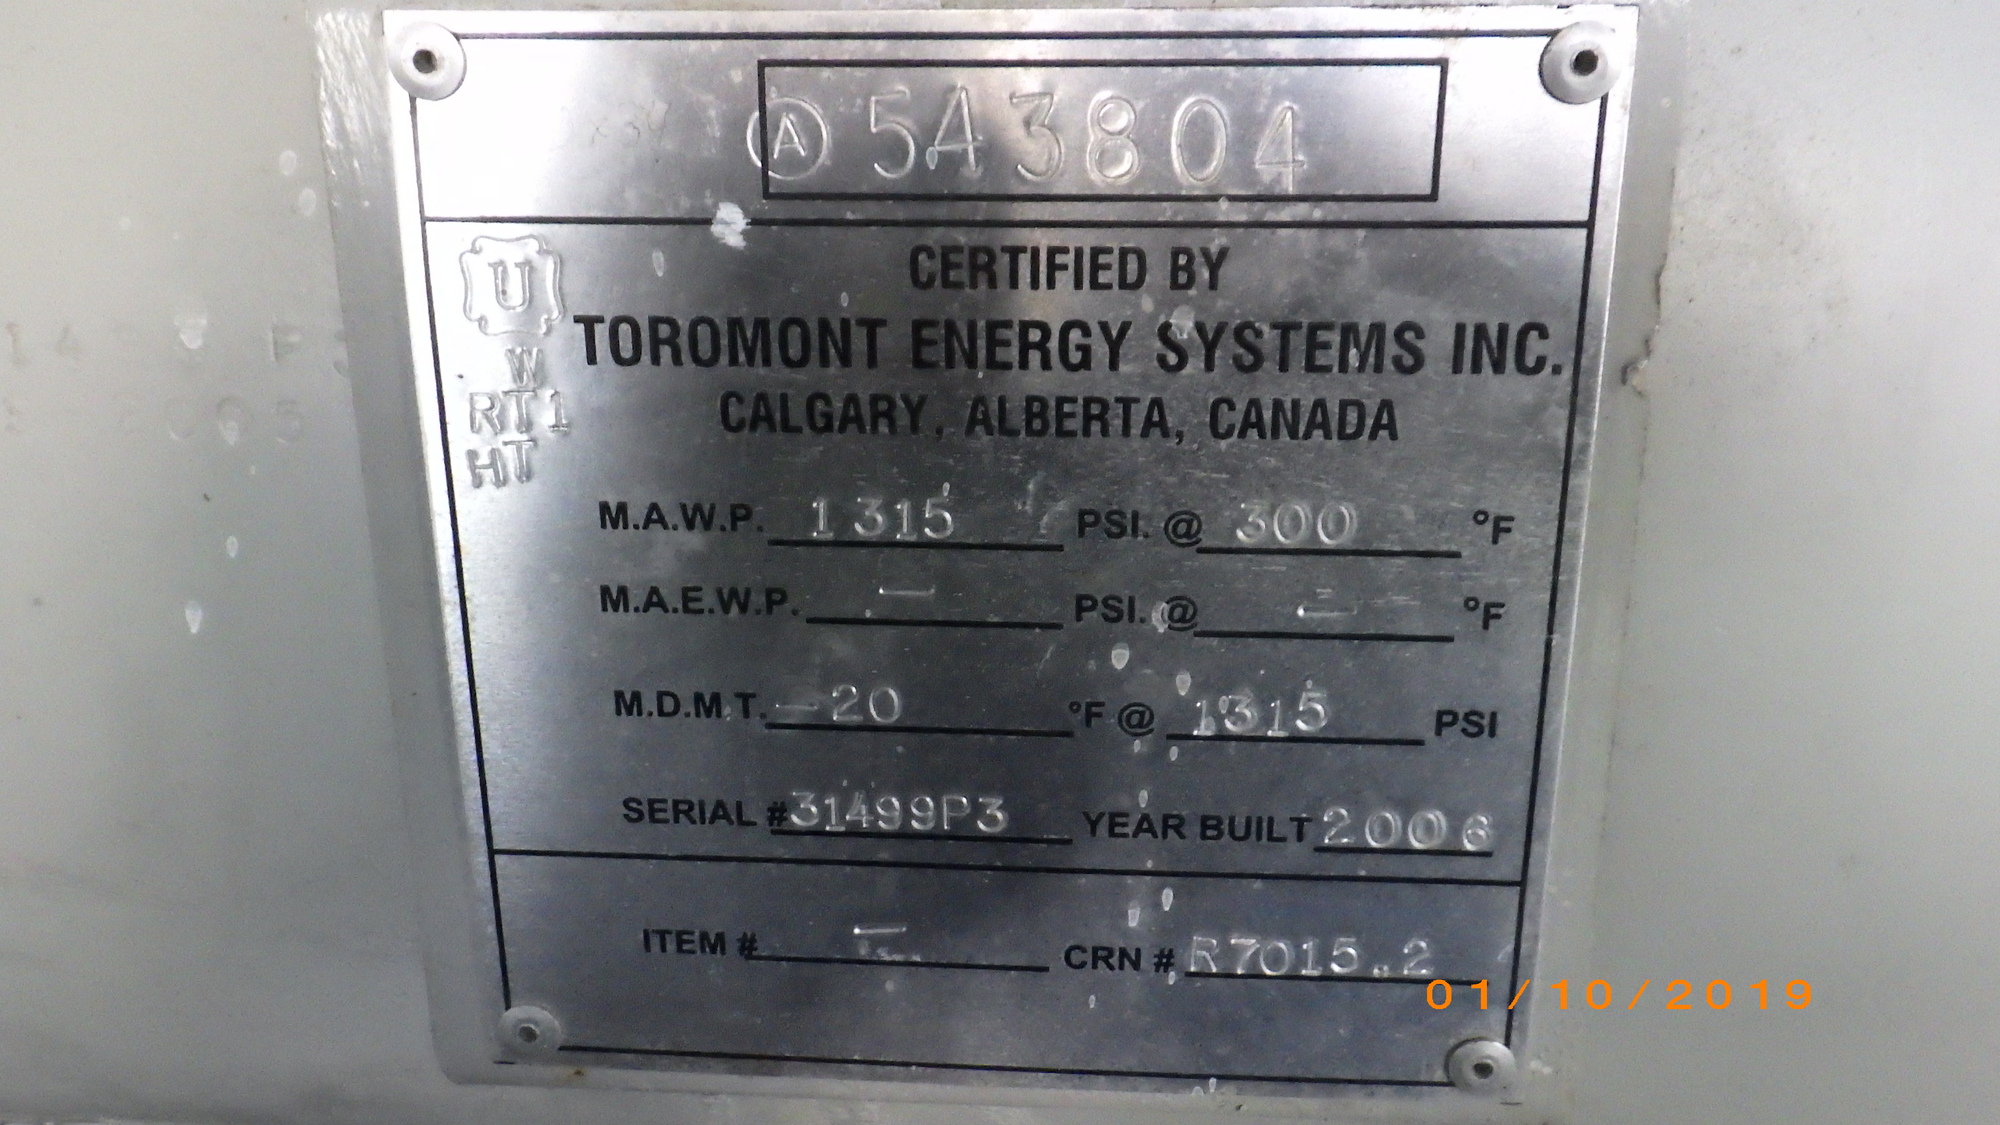 Ⓐ 543804
CERTIFIED BY
U
TOROMONT ENERGY SYSTEMS INC.
W
CALGARY, ALBERTA, CANADA
RT1
HT
M.A.W.P. 1315 PSI. @ 300 °F
M.A.E.W.P. — PSI. @ — °F
M.D.M.T. -20 °F @ 1315 PSI
SERIAL # 31499P3 YEAR BUILT 2006
ITEM # — CRN # R7015.2
01/10/2019